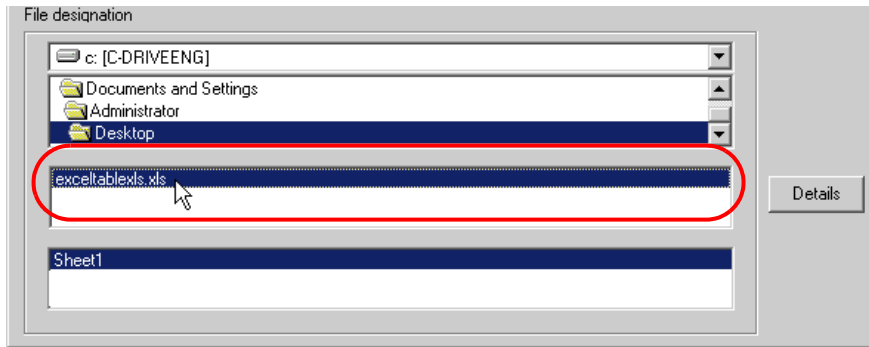 File designation
c: [C-DRIVEENG]
Documents and Settings
Administrator
Desktop
exceltablexls.xls
Details
Sheet1